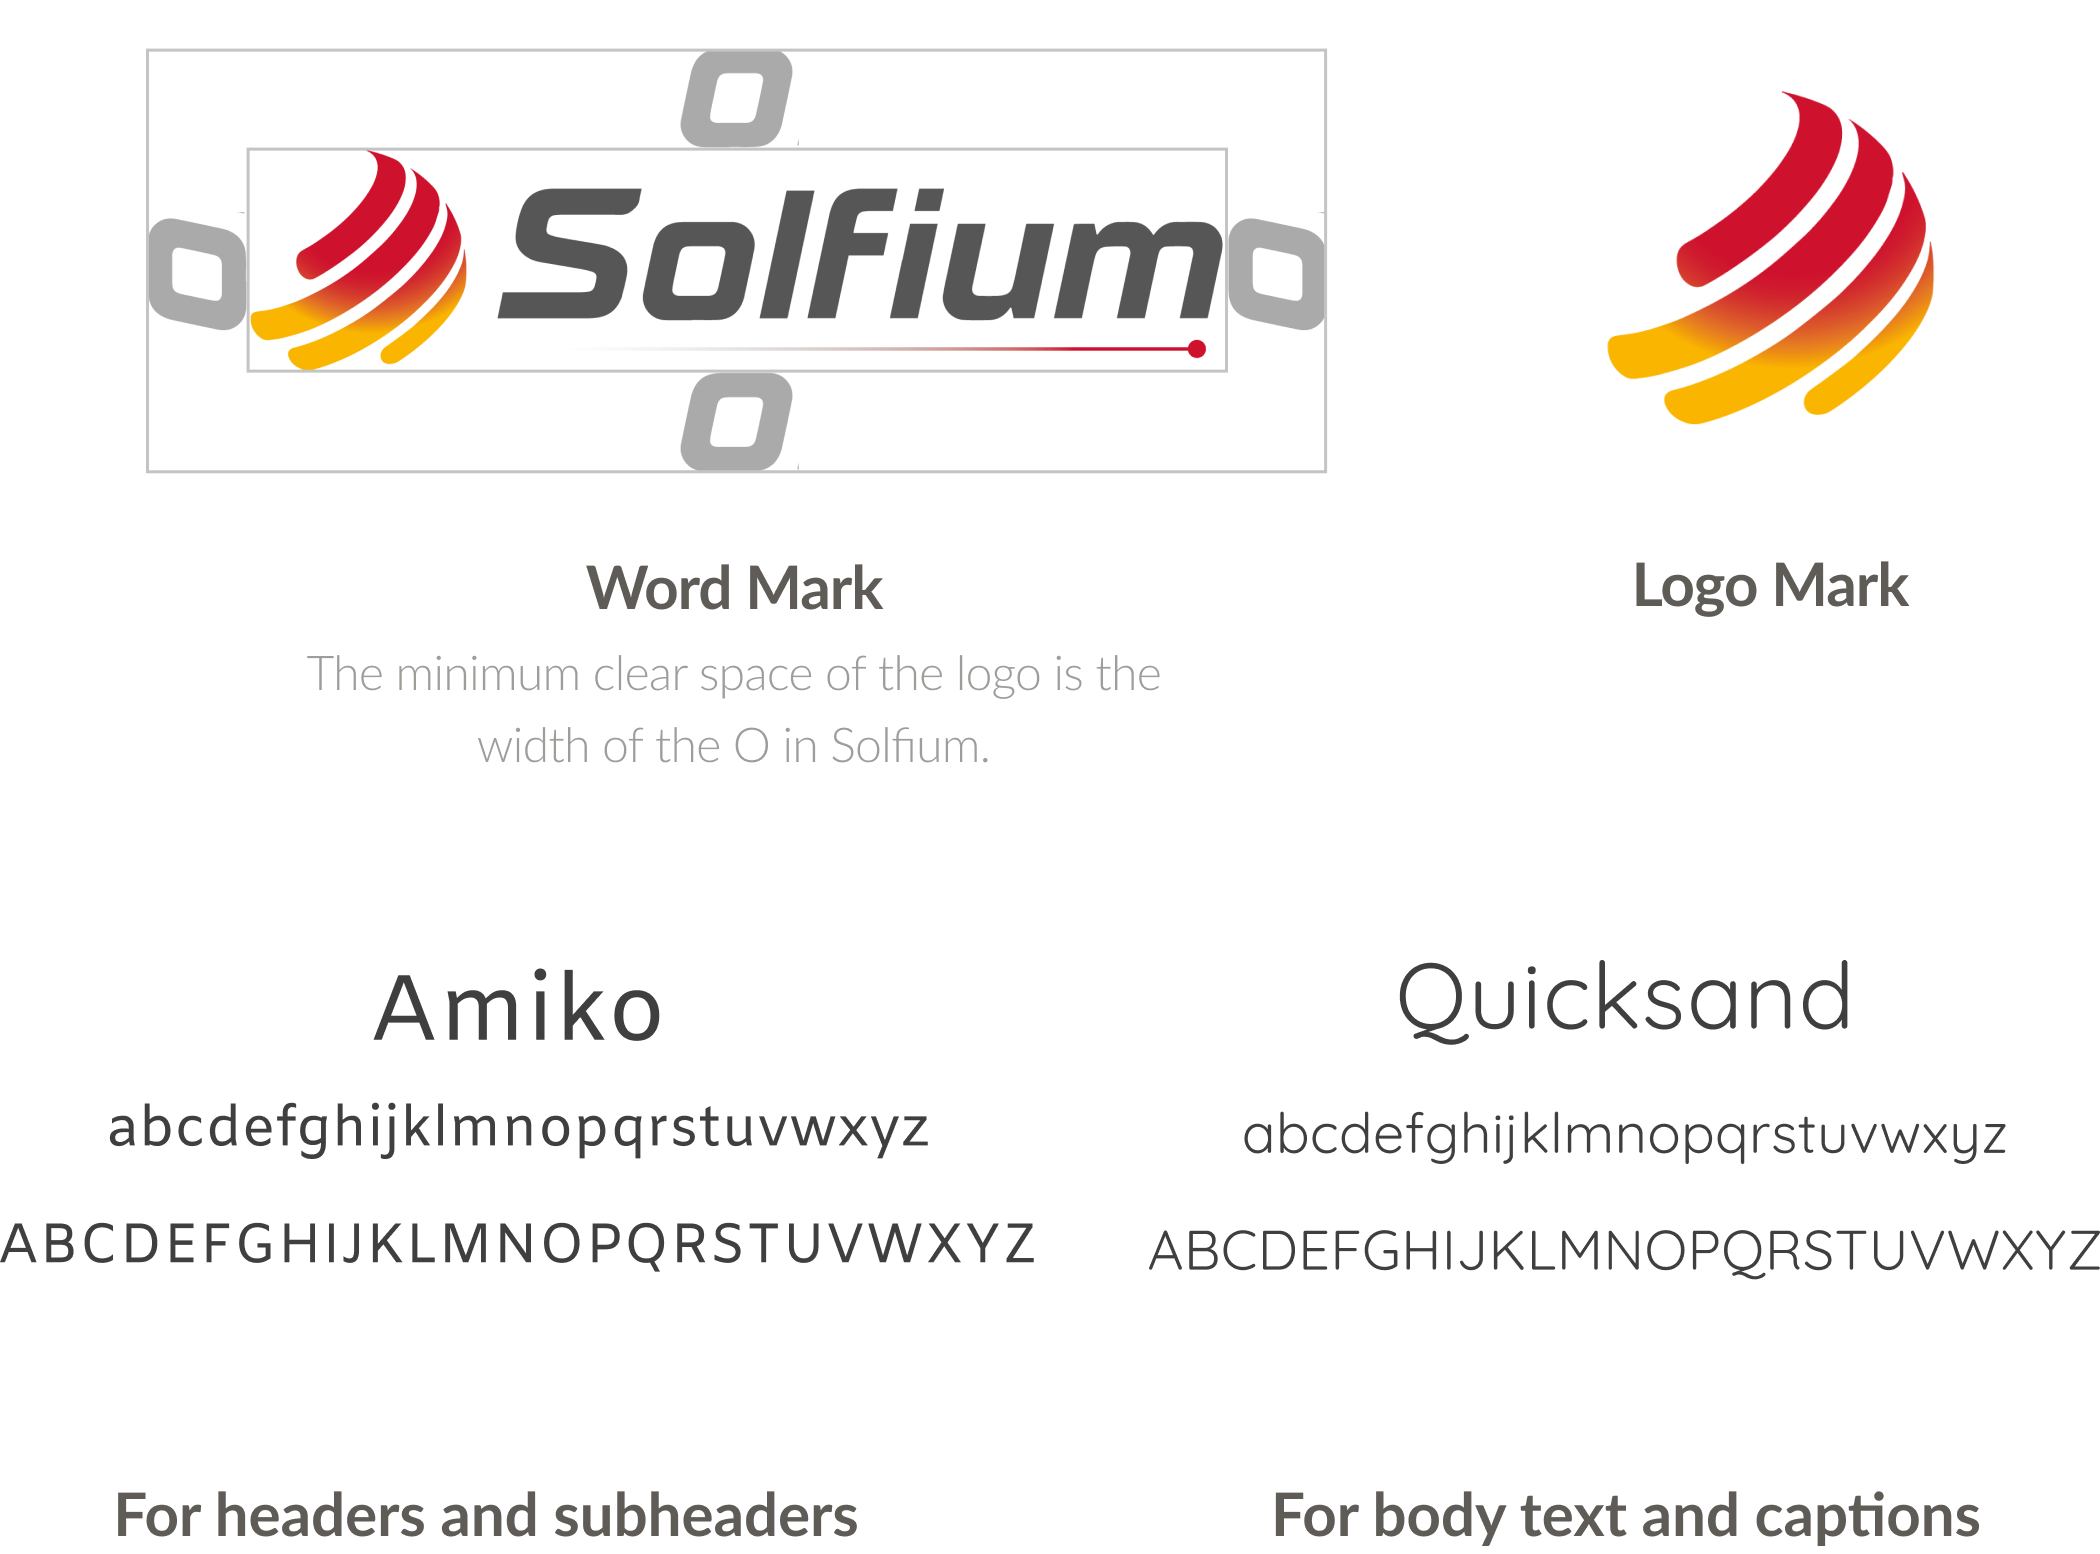 O
O Solfium O
O
Word Mark
The minimum clear space of the logo is the
width of the O in Solfium.
Logo Mark
Amiko
abcdefghijklmnopqrstuvwxyz
ABCDEFGHIJKLMNOPQRSTUVWXYZ
For headers and subheaders
Quicksand
abcdefghijklmnopqrstuvwxyz
ABCDEFGHIJKLMNOPQRSTUVWXYZ
For body text and captions